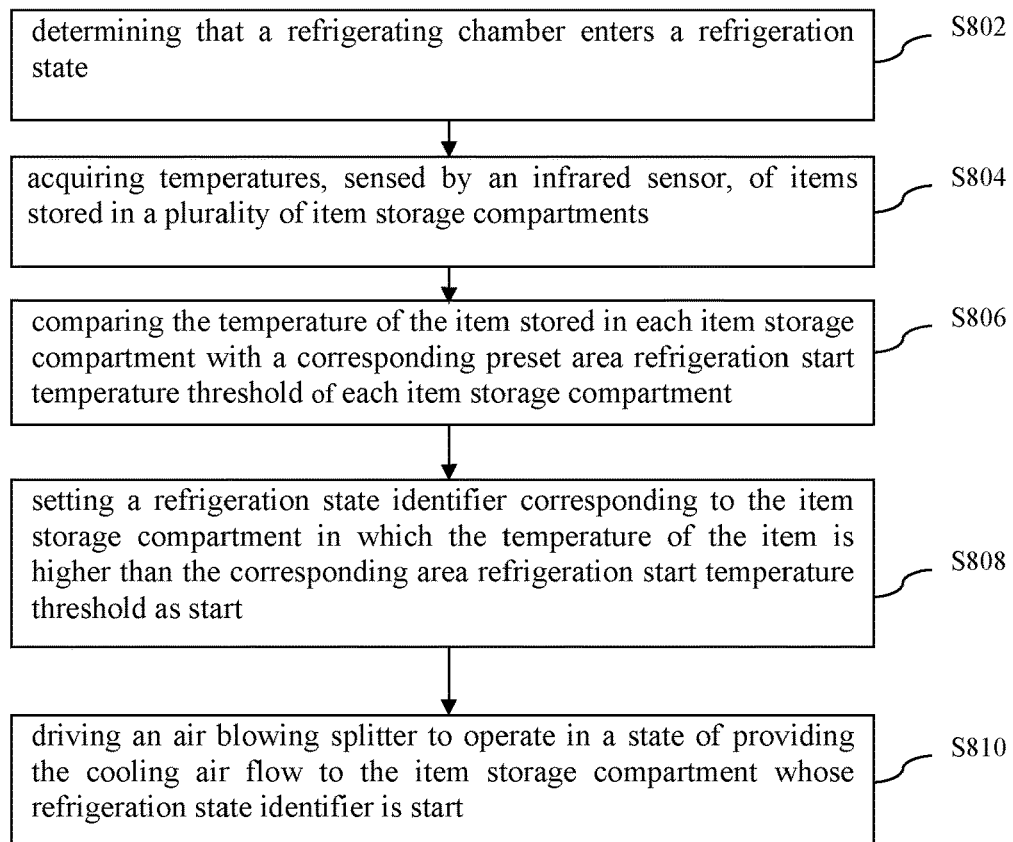 determining that a refrigerating chamber enters a refrigeration
state
S802
acquiring temperatures, sensed by an infrared sensor, of items
stored in a plurality of item storage compartments
S804
comparing the temperature of the item stored in each item storage
compartment with a corresponding preset area refrigeration start
temperature threshold of each item storage compartment
S806
setting a refrigeration state identifier corresponding to the item
storage compartment in which the temperature of the item is
higher than the corresponding area refrigeration start temperature
threshold as start
S808
driving an air blowing splitter to operate in a state of providing
the cooling air flow to the item storage compartment whose
refrigeration state identifier is start
S810